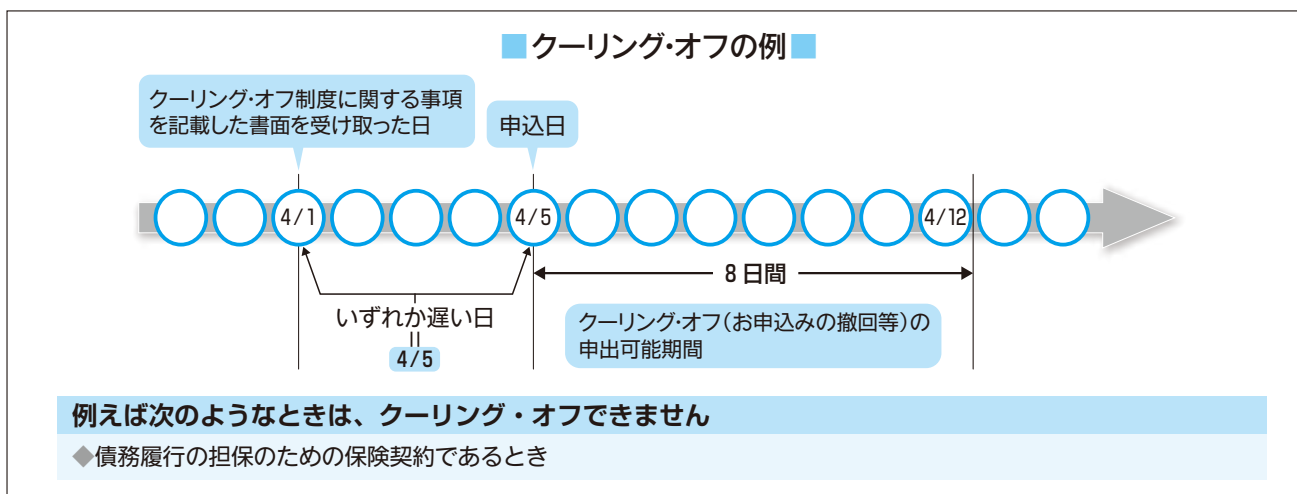 ■クーリング・オフの例■
クーリング・オフ制度に関する事項
を記載した書面を受け取った日
申込日
4/1
4/5
4/12
8日間
いずれか遅い日
=
4/5
クーリング・オフ(お申込みの撤回等)の
申出可能期間
例えば次のようなときは、クーリング・オフできません
◆債務履行の担保のための保険契約であるとき